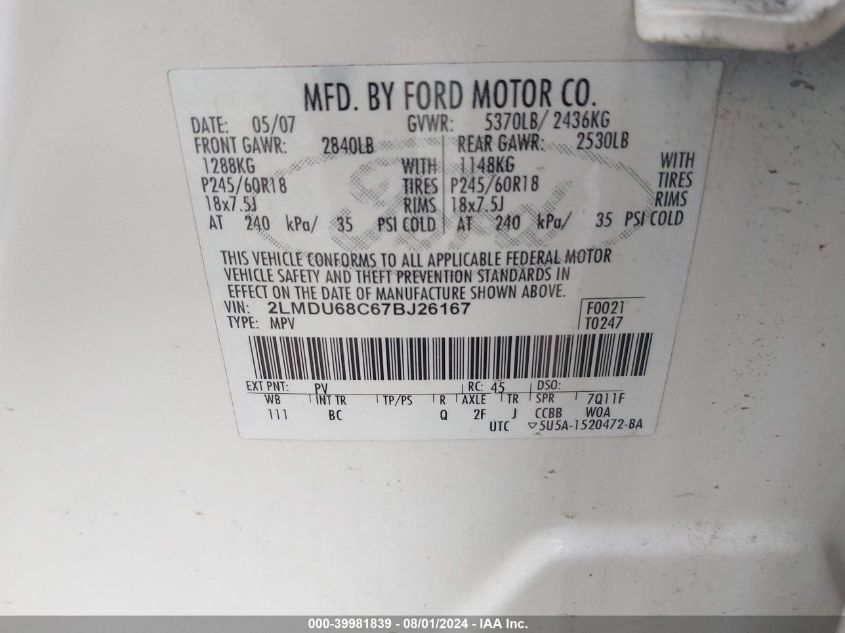 MFD. BY FORD MOTOR CO.
DATE: 05/07 GVWR: 5370LB/ 2436KG
FRONT GAWR: 2840LB REAR GAWR: 2530LB
1288KG WITH 1148KG WITH
P245/60R18 TIRES P245/60R18 TIRES
18x7.5J RIMS 18x7.5J RIMS
AT 240 kPa/ 35 PSI COLD AT 240 kPa/ 35 PSI COLD
Ford
THIS VEHICLE CONFORMS TO ALL APPLICABLE FEDERAL MOTOR
VEHICLE SAFETY AND THEFT PREVENTION STANDARDS IN
EFFECT ON THE DATE OF MANUFACTURE SHOWN ABOVE.
VIN: 2LMDU68C67BJ26167 F0021
TYPE: MPV T0247
EXT PNT: PV RC: 45 DSO:
WB INT TR TP/PS R AXLE TR SPR 7Q11F
111 BC Q 2F J CCBB WOA
UTC ▽5U5A-1520472-BA
000-39981839 - 08/01/2024 - IAA Inc.